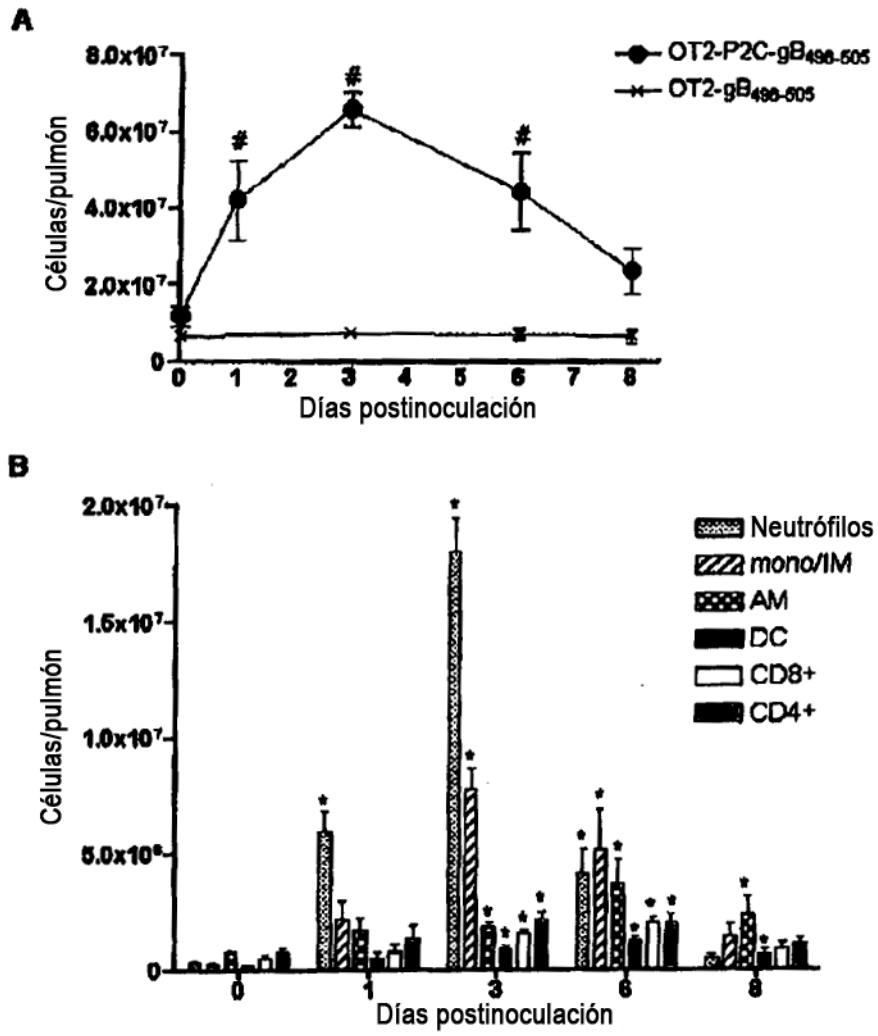 A
8.0x10⁷
6.0x10⁷
4.0x10⁷
2.0x10⁷
0
Células/pulmón
# # #
0 1 2 3 4 5 6 7 8
Días postinoculación
OT2-P2C-gB498-505
OT2-gB498-505
B
2.0x10⁷
1.5x10⁷
1.0x10⁷
5.0x10⁶
0
Células/pulmón
* * * * * * * * * * * * * * *
0 1 3 6 8
Días postinoculación
Neutrófilos
mono/IM
AM
DC
CD8+
CD4+